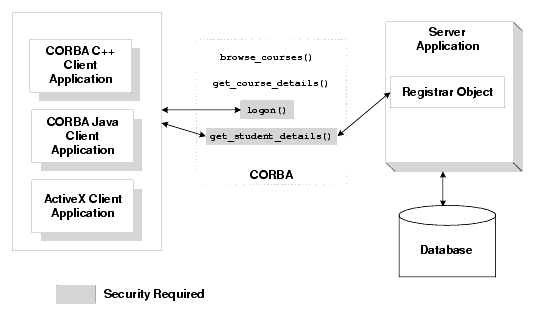 CORBA C++
Client
Application
CORBA Java
Client
Application
ActiveX Client
Application
browse_courses()
get_course_details()
logon()
get_student_details()
CORBA
Server
Application
Registrar Object
Database
Security Required